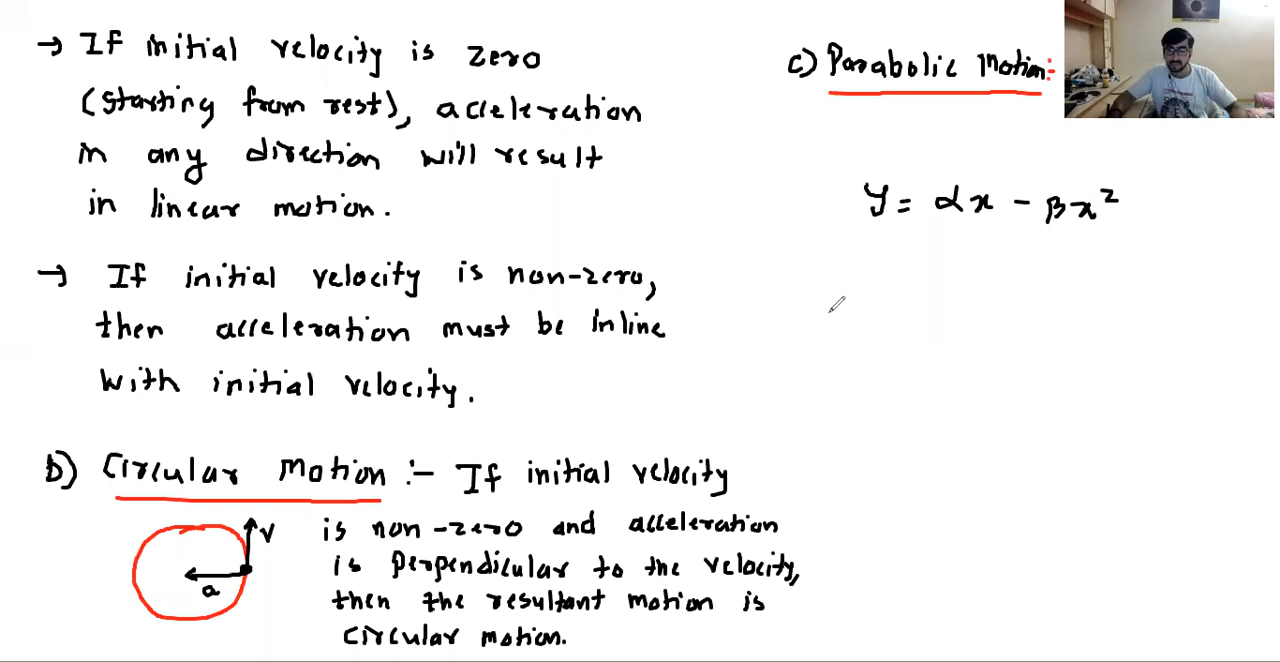 → If initial velocity is zero
(starting from rest), acceleration
in any direction will result
in linear motion.
→ If initial velocity is non-zero,
then acceleration must be inline
with initial velocity.
b) Circular Motion :- If initial velocity
is non-zero and acceleration
is perpendicular to the velocity,
then the resultant motion is
circular motion.
v
a
c) Parabolic Motion:-
y = αx - βx²